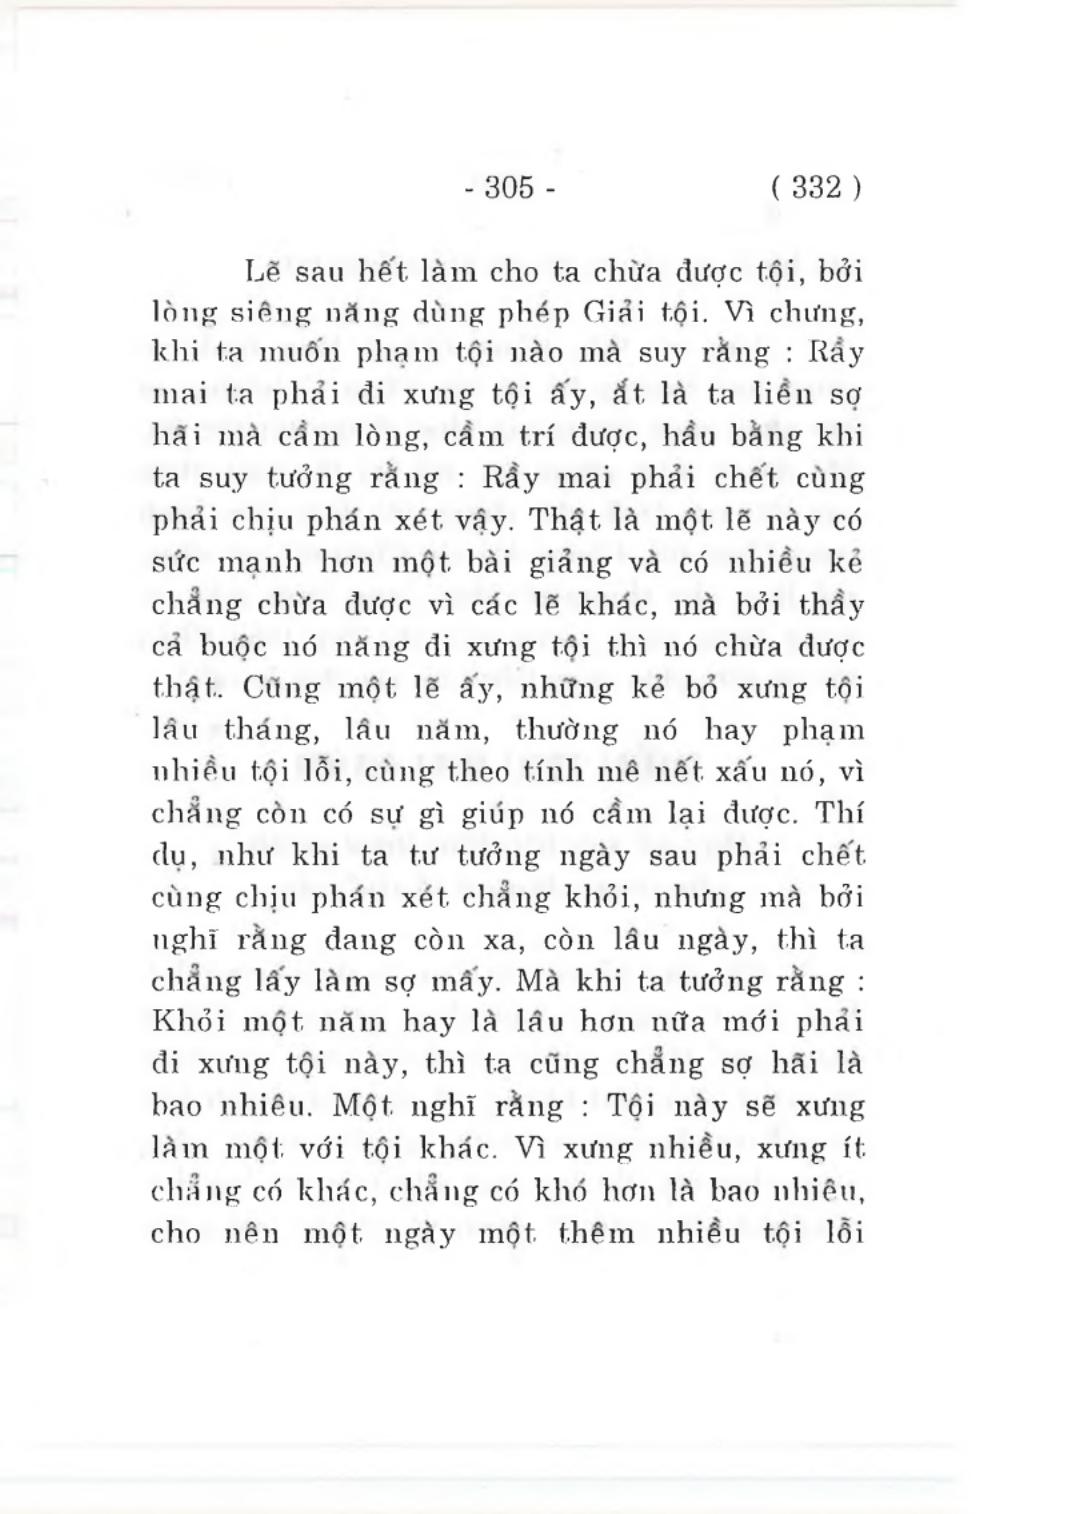 - 305 - ( 332 )
Lẽ sau hết làm cho ta chừa được tội, bởi
lòng siêng năng dùng phép Giải tội. Vì chưng,
khi ta muốn phạm tội nào mà suy rằng : Rầy
mai ta phải đi xưng tội ấy, ắt là ta liền sợ
hãi mà cầm lòng, cầm trí được, hầu bằng khi
ta suy tưởng rằng : Rầy mai phải chết cùng
phải chịu phán xét vậy. Thật là một lẽ này có
sức mạnh hơn một bài giảng và có nhiều kẻ
chẳng chừa được vì các lẽ khác, mà bởi thầy
cả buộc nó năng đi xưng tội thì nó chừa được
thật. Cũng một lẽ ấy, những kẻ bỏ xưng tội
lâu tháng, lâu năm, thường nó hay phạm
nhiều tội lỗi, cùng theo tính mê nết xấu nó, vì
chẳng còn có sự gì giúp nó cầm lại được. Thí
dụ, như khi ta tư tưởng ngày sau phải chết
cùng chịu phán xét chẳng khỏi, nhưng mà bởi
nghĩ rằng đang còn xa, còn lâu ngày, thì ta
chẳng lấy làm sợ mấy. Mà khi ta tưởng rằng :
Khỏi một năm hay là lâu hơn nữa mới phải
đi xưng tội này, thì ta cũng chẳng sợ hãi là
bao nhiêu. Một nghĩ rằng : Tội này sẽ xưng
làm một với tội khác. Vì xưng nhiều, xưng ít
chẳng có khác, chẳng có khó hơn là bao nhiêu,
cho nên một ngày một thêm nhiều tội lỗi